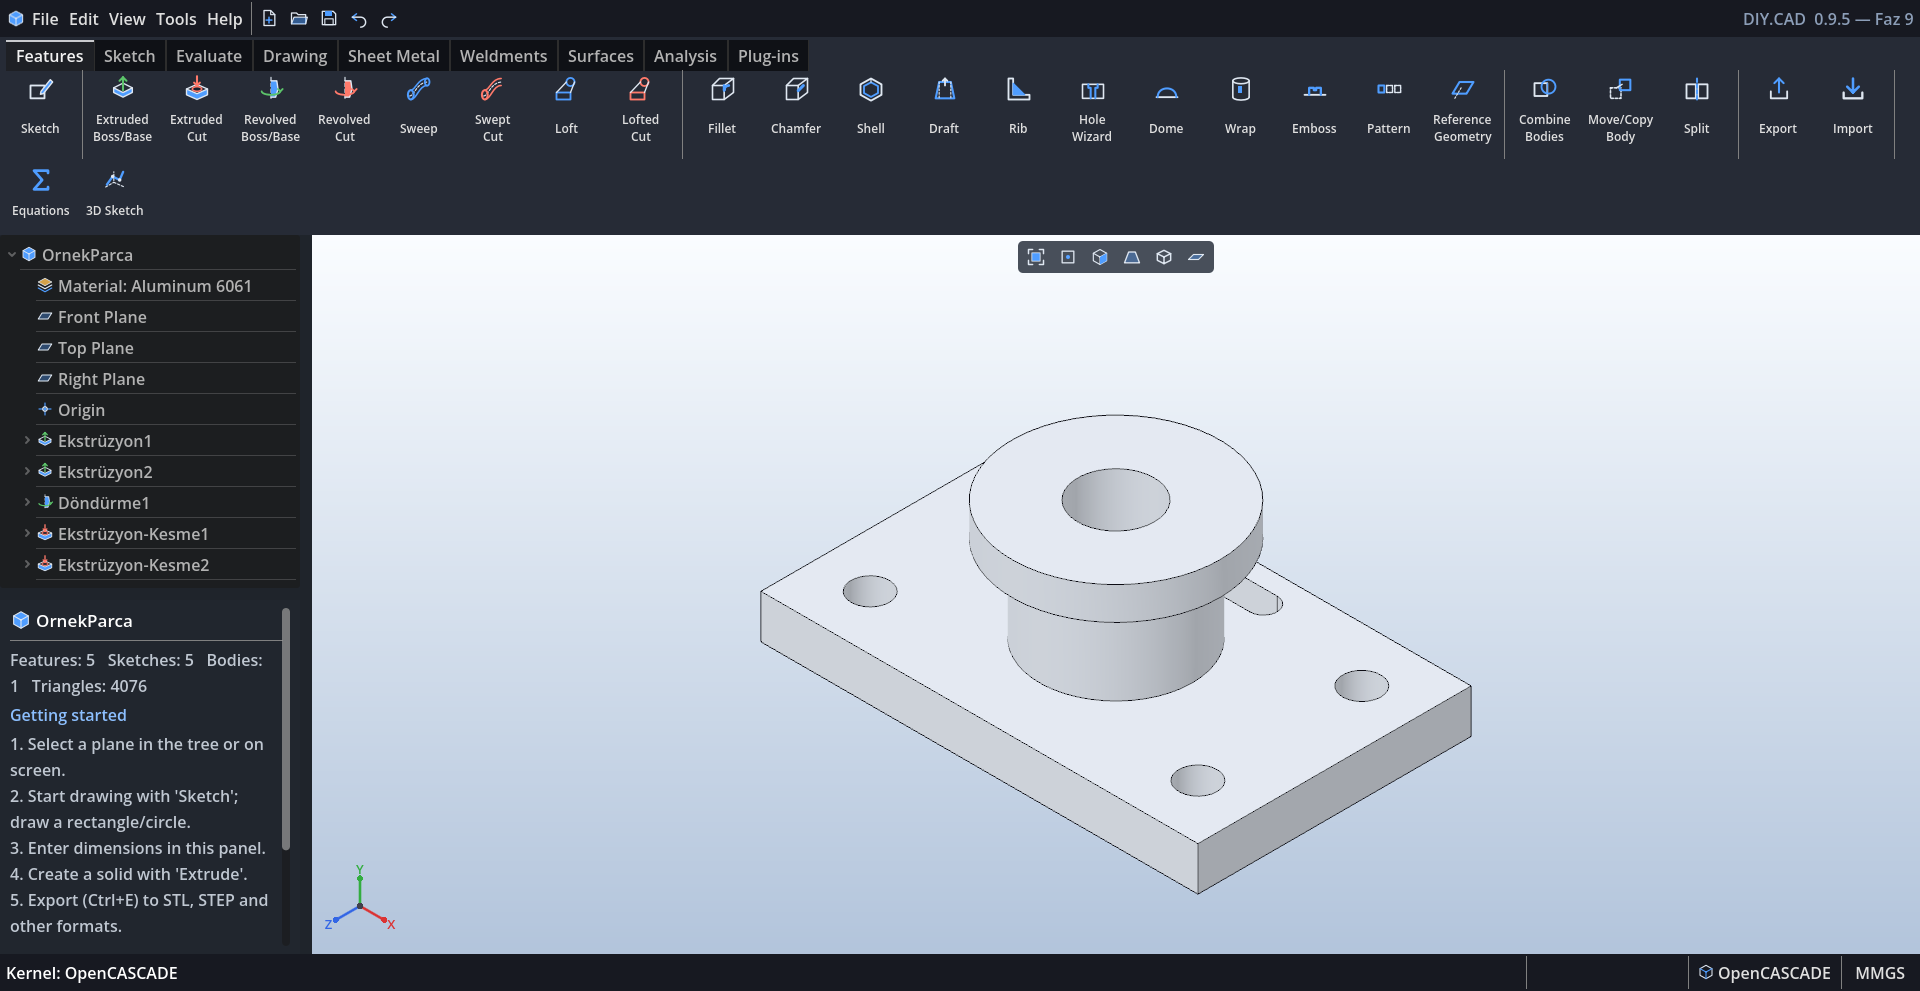 File Edit View Tools Help
DIY.CAD 0.9.5 — Faz 9
Features Sketch Evaluate Drawing Sheet Metal Weldments Surfaces Analysis Plug-ins
Sketch
Extruded
Boss/Base
Extruded
Cut
Revolved
Boss/Base
Revolved
Cut
Sweep
Swept
Cut
Loft
Lofted
Cut
Fillet
Chamfer
Shell
Draft
Rib
Hole
Wizard
Dome
Wrap
Emboss
Pattern
Reference
Geometry
Combine
Bodies
Move/Copy
Body
Split
Export
Import
Equations
3D Sketch
OrnekParca
Material: Aluminum 6061
Front Plane
Top Plane
Right Plane
Origin
Ekstrüzyon1
Ekstrüzyon2
Döndürme1
Ekstrüzyon-Kesme1
Ekstrüzyon-Kesme2
OrnekParca
Features: 5 Sketches: 5 Bodies:
1 Triangles: 4076
Getting started
1. Select a plane in the tree or on
screen.
2. Start drawing with 'Sketch';
draw a rectangle/circle.
3. Enter dimensions in this panel.
4. Create a solid with 'Extrude'.
5. Export (Ctrl+E) to STL, STEP and
other formats.
Y
Z
X
Kernel: OpenCASCADE
OpenCASCADE
MMGS